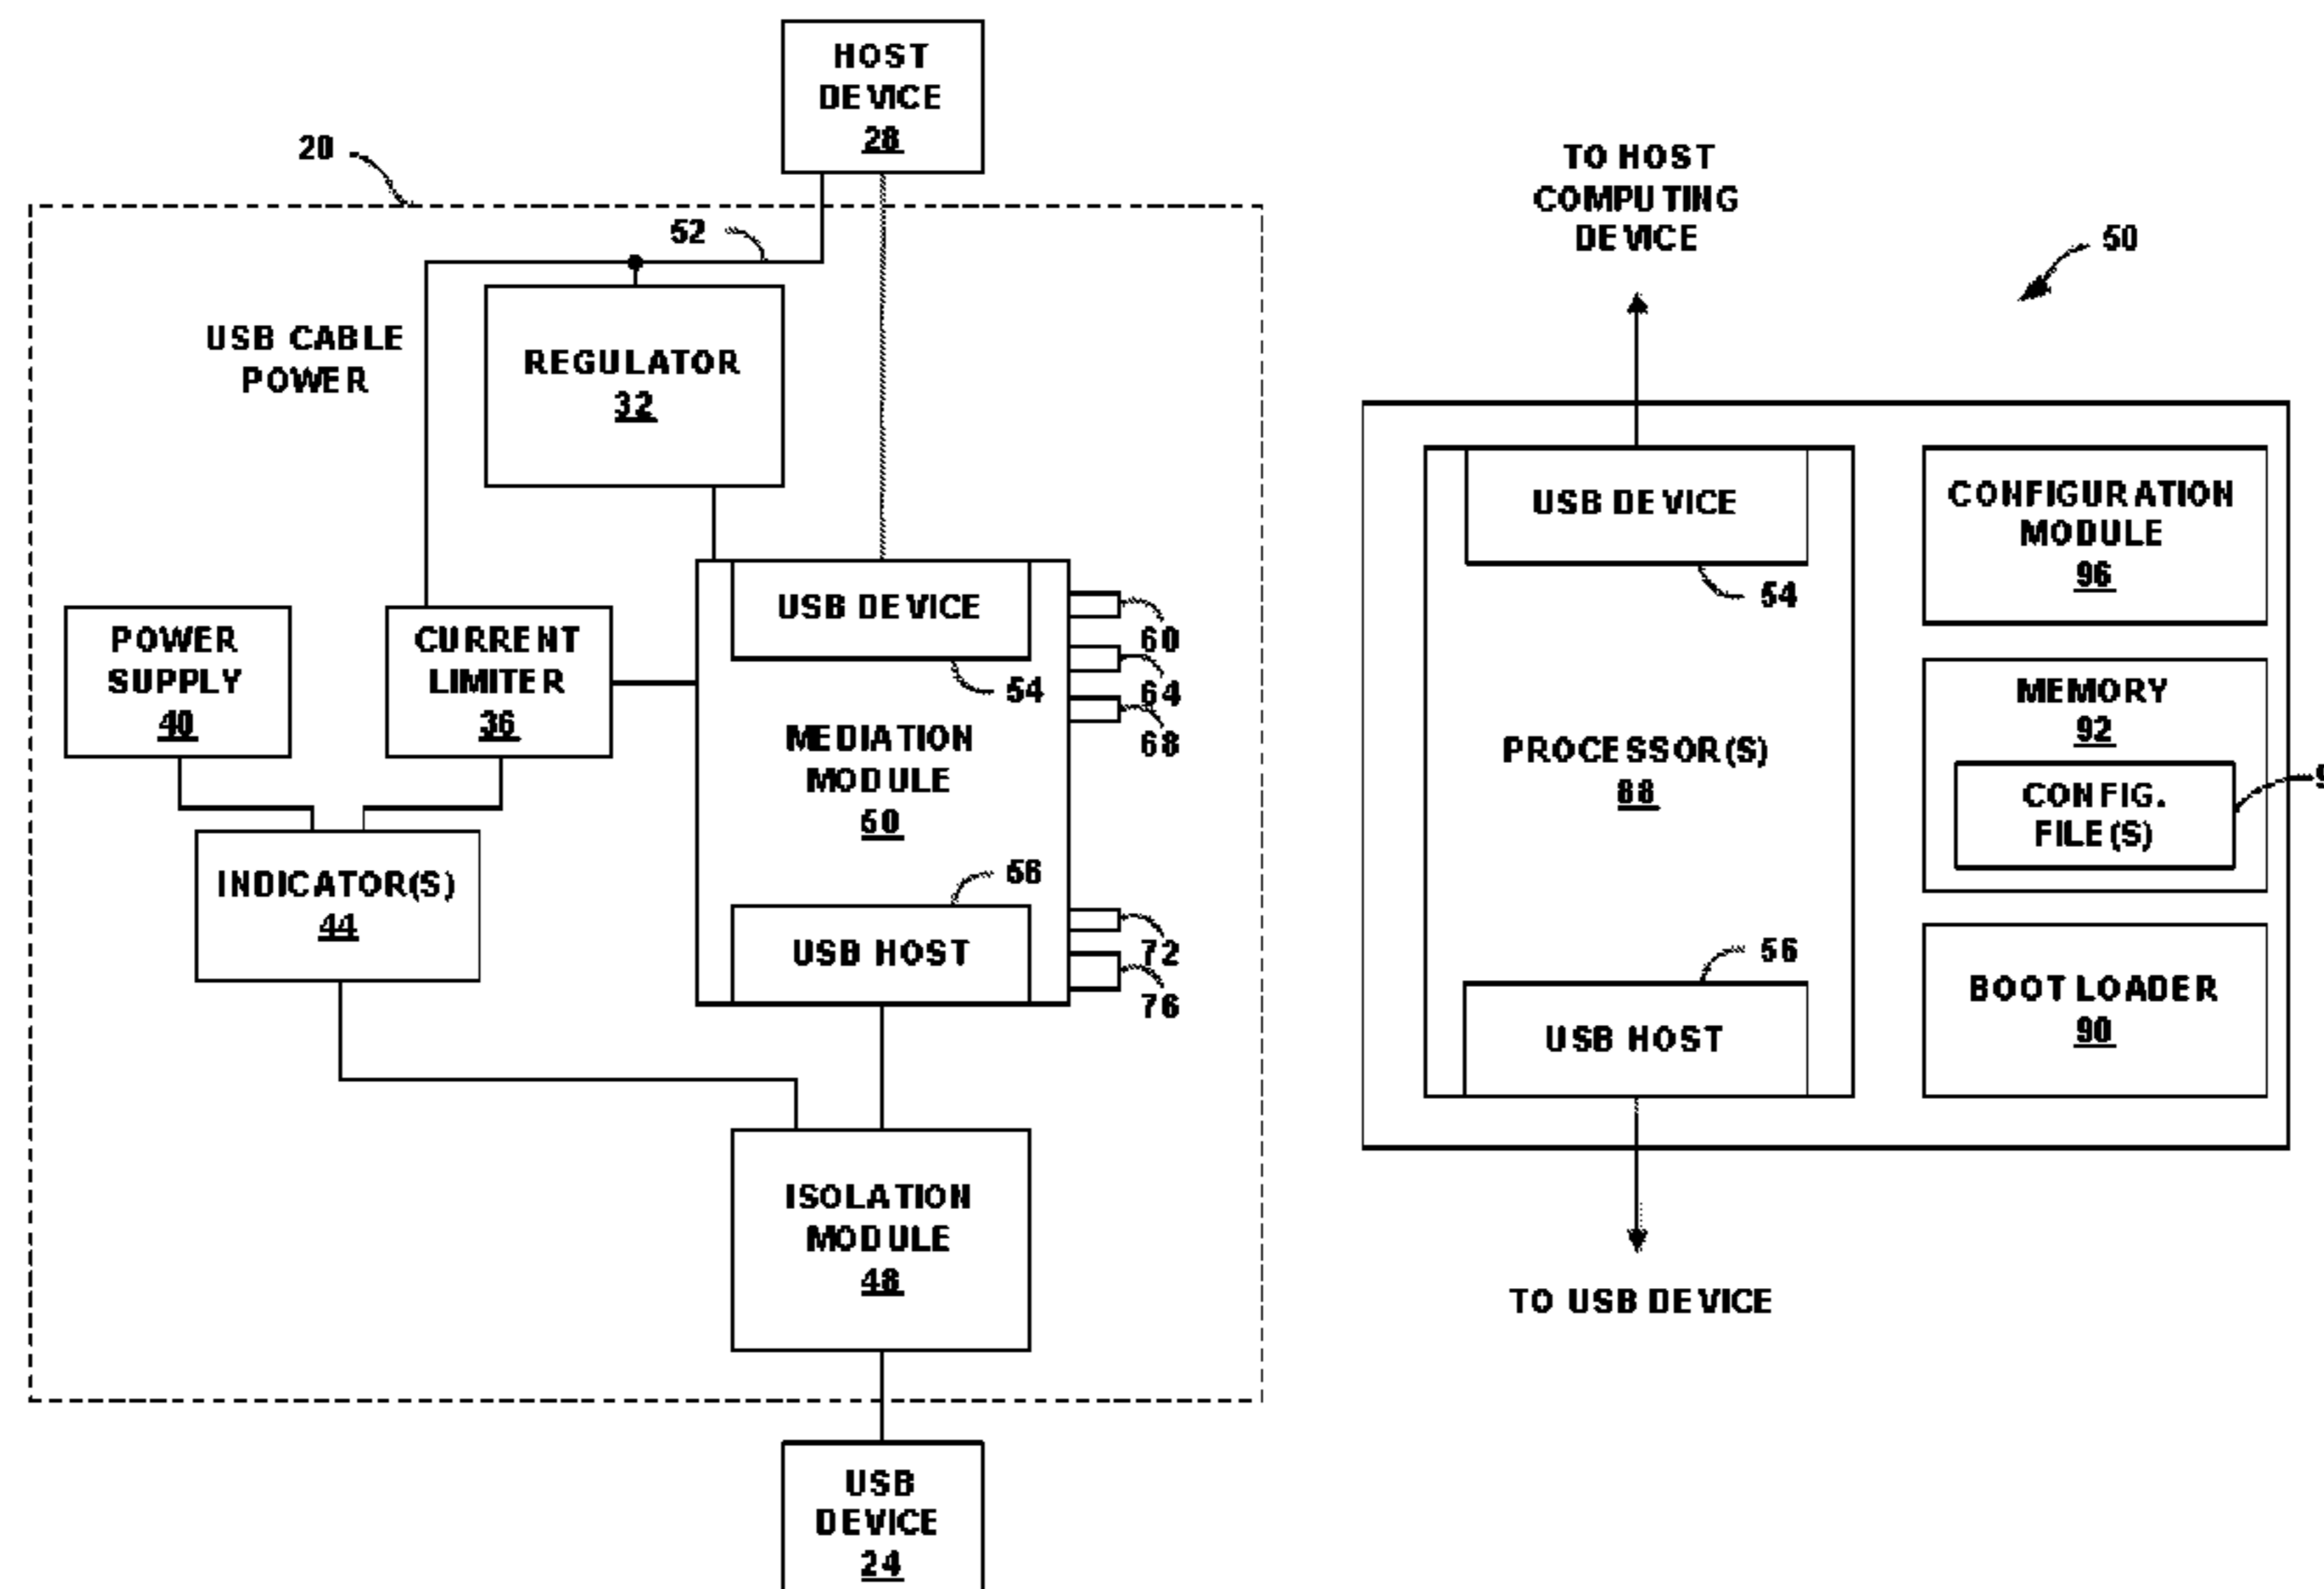 HOST
DEVICE
28
20
52
USB CABLE
POWER
REGULATOR
32
POWER
SUPPLY
40
CURRENT
LIMITER
36
USB DEVICE
54
MEDIATION
MODULE
50
60
64
68
INDICATOR(S)
44
56
USB HOST
72
76
ISOLATION
MODULE
48
USB
DEVICE
24
TO HOST
COMPUTING
DEVICE
50
USB DEVICE
54
PROCESSOR(S)
88
56
USB HOST
TO USB DEVICE
CONFIGURATION
MODULE
96
MEMORY
92
CONFIG.
FILE(S)
BOOT LOADER
90